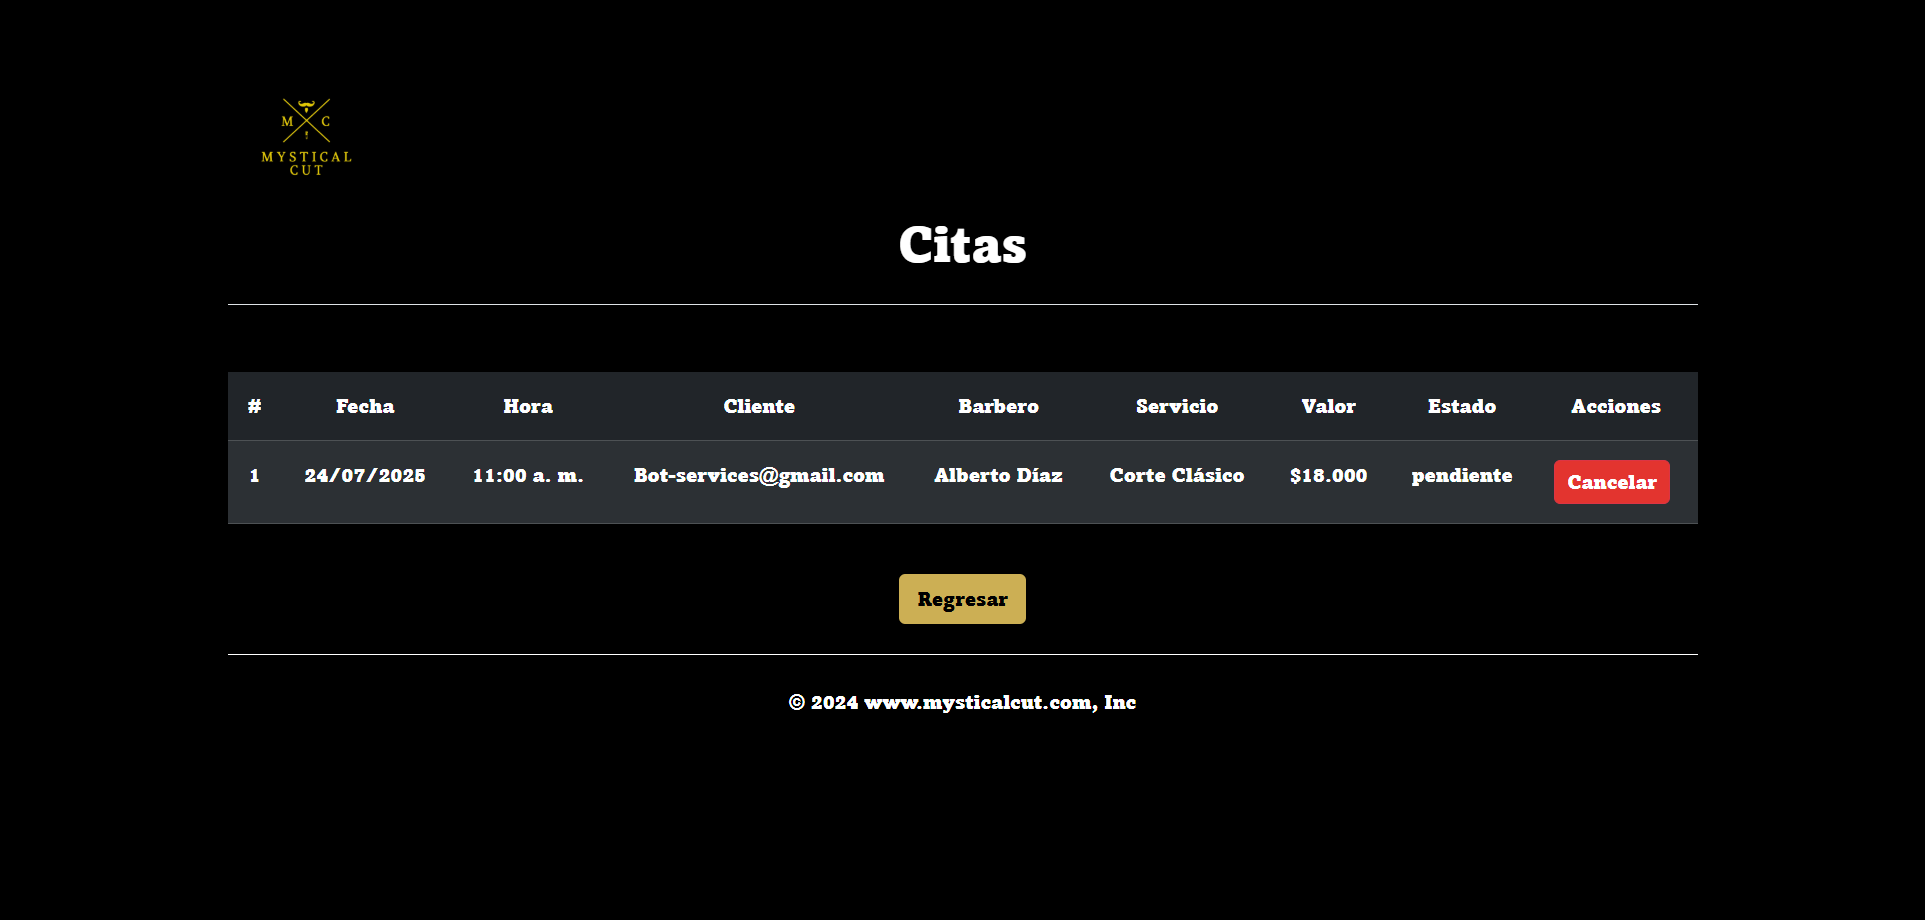 M C
MYSTICAL
CUT
Citas
# Fecha Hora Cliente Barbero Servicio Valor Estado Acciones
1 24/07/2025 11:00 a. m. Bot-services@gmail.com Alberto Díaz Corte Clásico $18.000 pendiente Cancelar
Regresar
© 2024 www.mysticalcut.com, Inc